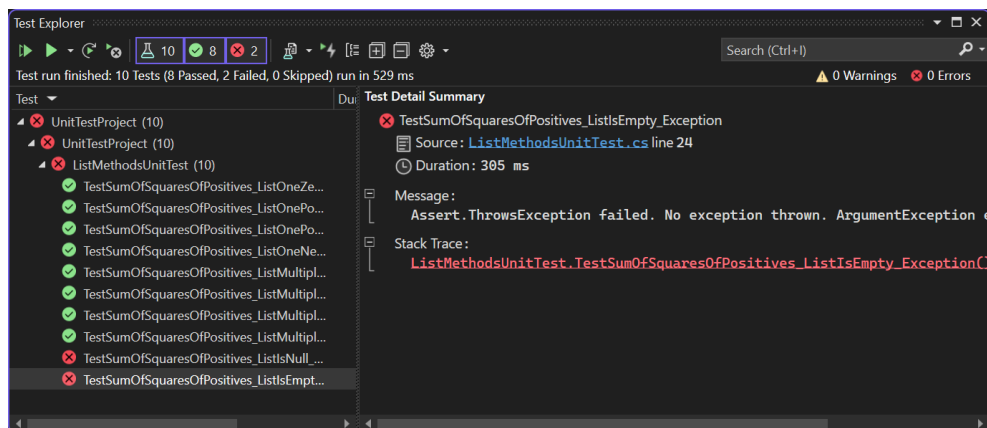 Test Explorer
10 8 2 Search (Ctrl+I)
Test run finished: 10 Tests (8 Passed, 2 Failed, 0 Skipped) run in 529 ms 0 Warnings 0 Errors
Test
Test Detail Summary
UnitTestProject (10)
UnitTestProject (10)
ListMethodsUnitTest (10)
TestSumOfSquaresOfPositives_ListOneZe...
TestSumOfSquaresOfPositives_ListOnePo...
TestSumOfSquaresOfPositives_ListOnePo...
TestSumOfSquaresOfPositives_ListOneNe...
TestSumOfSquaresOfPositives_ListMultipl...
TestSumOfSquaresOfPositives_ListMultipl...
TestSumOfSquaresOfPositives_ListMultipl...
TestSumOfSquaresOfPositives_ListMultipl...
TestSumOfSquaresOfPositives_ListIsNull_...
TestSumOfSquaresOfPositives_ListIsEmpt...
TestSumOfSquaresOfPositives_ListIsEmpty_Exception
Source: ListMethodsUnitTest.cs line 24
Duration: 305 ms
Message:
Assert.ThrowsException failed. No exception thrown. ArgumentException
Stack Trace:
ListMethodsUnitTest.TestSumOfSquaresOfPositives_ListIsEmpty_Exception()